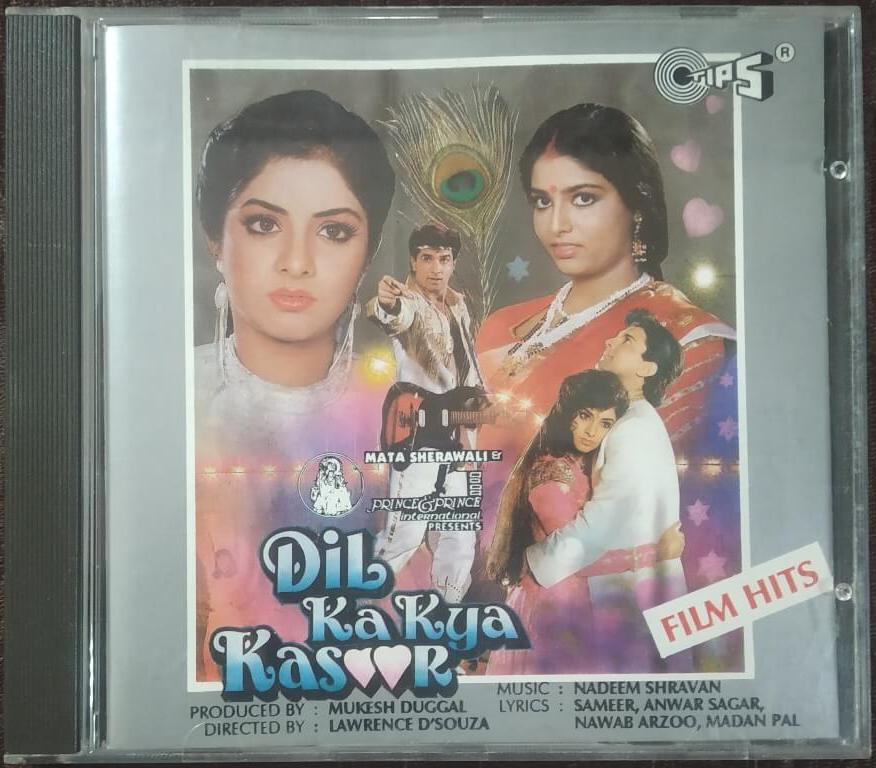 TIPS ®
MATA SHERAWALI &
PRINCE & PRINCE
international
PRESENTS
DIL
Ka Kya
KASOOR
FILM HITS
PRODUCED BY : MUKESH DUGGAL
DIRECTED BY : LAWRENCE D'SOUZA
MUSIC : NADEEM SHRAVAN
LYRICS : SAMEER, ANWAR SAGAR,
NAWAB ARZOO, MADAN PAL